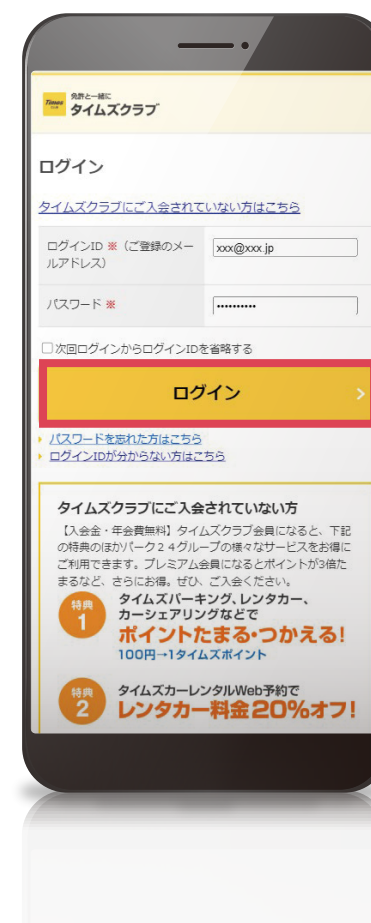 Times
免許と一緒に
タイムズクラブ
ログイン
タイムズクラブにご入会されていない方はこちら
ログインID ※（ご登録のメー
ルアドレス）
xxx@xxx.jp
パスワード ※
••••••••••
次回ログインからログインIDを省略する
ログイン
パスワードを忘れた方はこちら
ログインIDが分からない方はこちら
タイムズクラブにご入会されていない方
【入会金・年会費無料】タイムズクラブ会員になると、下記
の特典のほかパーク２４グループの様々なサービスをお得に
ご利用できます。プレミアム会員になるとポイントが3倍た
まるなど、さらにお得。ぜひ、ご入会ください。
特典
1
タイムズパーキング、レンタカー、
カーシェアリングなどで
ポイントたまる・つかえる！
100円→1タイムズポイント
特典
2
タイムズカーレンタルWeb予約で
レンタカー料金20％オフ！